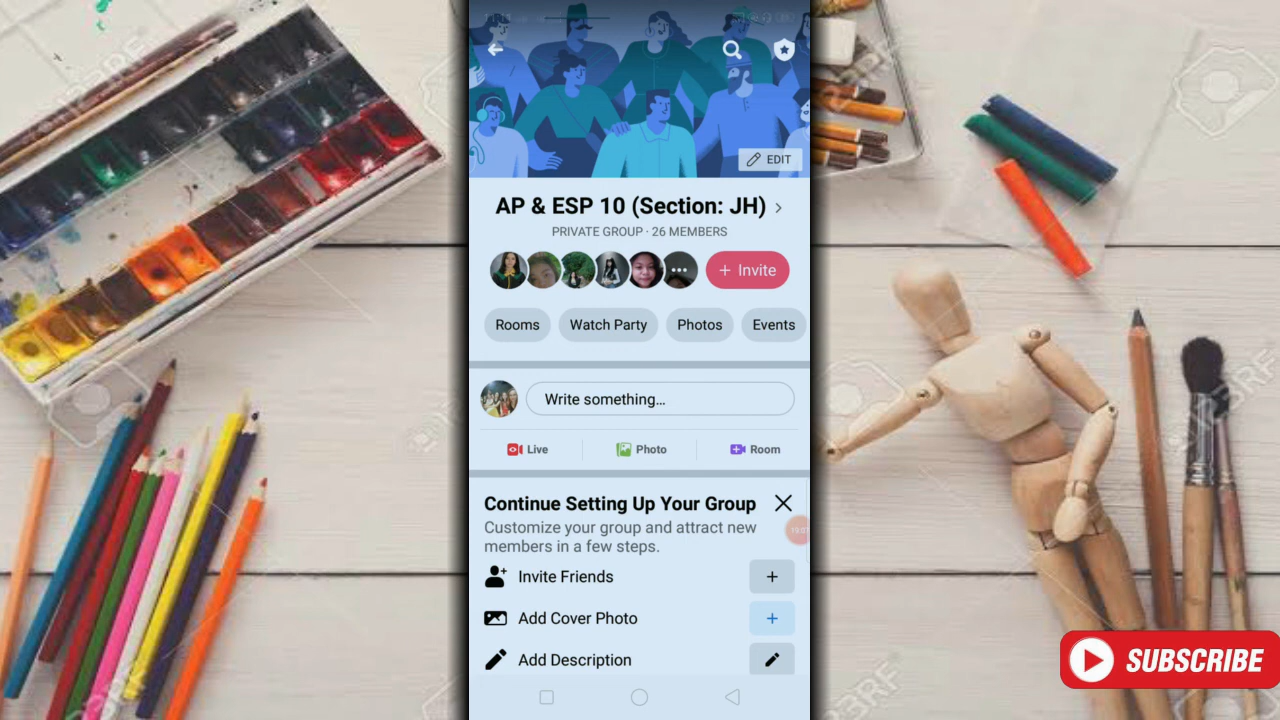 EDIT
AP & ESP 10 (Section: JH) >
PRIVATE GROUP · 26 MEMBERS
+ Invite
Rooms
Watch Party
Photos
Events
Write something...
Live
Photo
Room
Continue Setting Up Your Group
Customize your group and attract new
members in a few steps.
Invite Friends
Add Cover Photo
Add Description
SUBSCRIBE